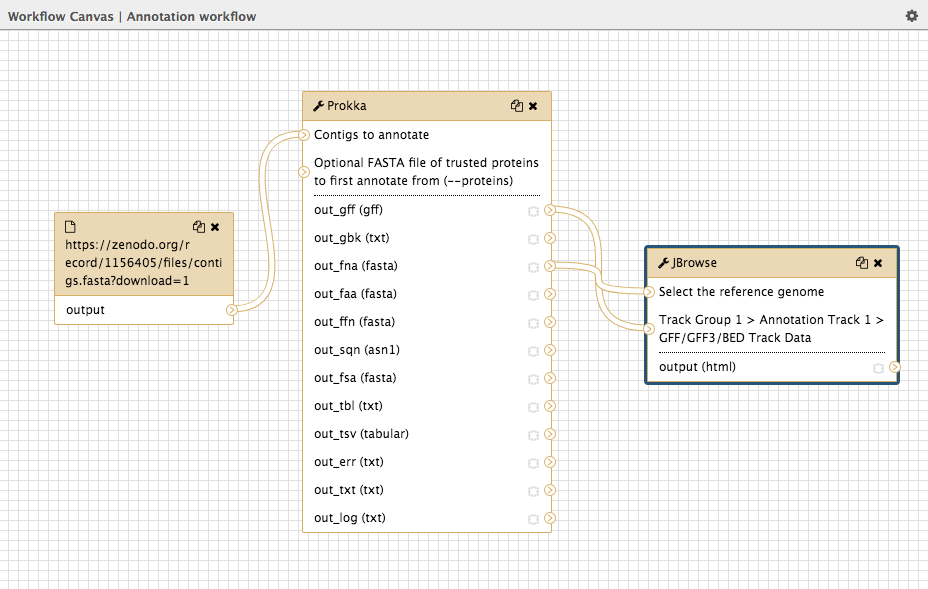 Workflow Canvas | Annotation workflow
Prokka
Contigs to annotate
Optional FASTA file of trusted proteins
to first annotate from (--proteins)
out_gff (gff)
out_gbk (txt)
out_fna (fasta)
out_faa (fasta)
out_ffn (fasta)
out_sqn (asn1)
out_fsa (fasta)
out_tbl (txt)
out_tsv (tabular)
out_err (txt)
out_txt (txt)
out_log (txt)
https://zenodo.org/r
ecord/1156405/files/conti
gs.fasta?download=1
output
JBrowse
Select the reference genome
Track Group 1 > Annotation Track 1 >
GFF/GFF3/BED Track Data
output (html)